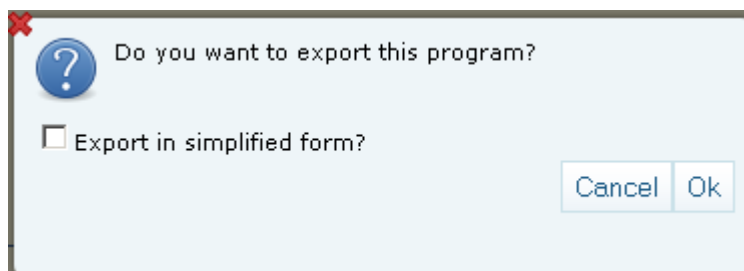 Do you want to export this program?
Export in simplified form?
Cancel Ok